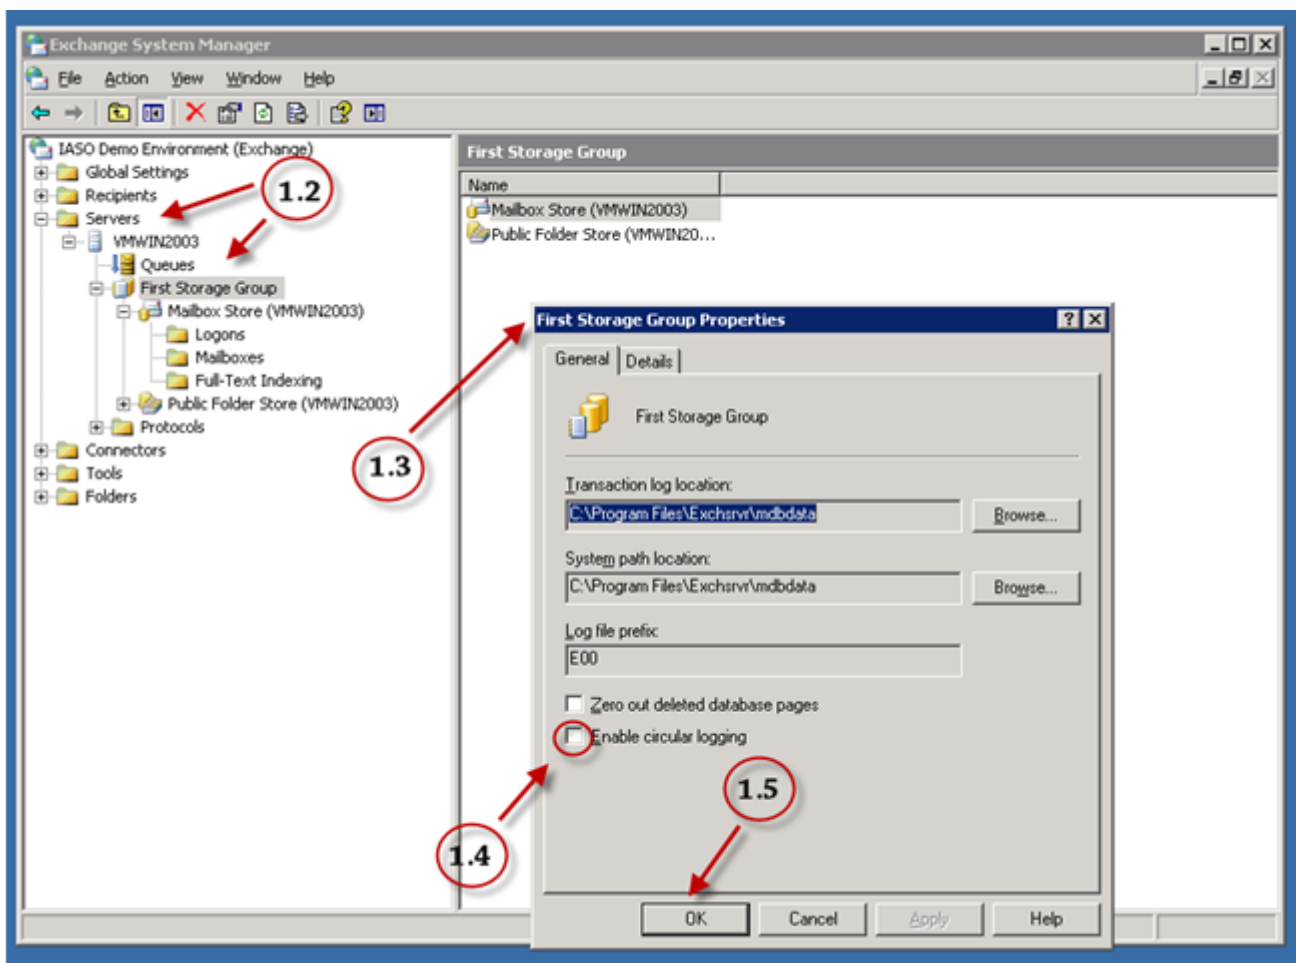 Exchange System Manager
File Action View Window Help
IASO Demo Environment (Exchange)
Global Settings
Recipients
Servers
VMWIN2003
Queues
First Storage Group
Mailbox Store (VMWIN2003)
Logons
Mailboxes
Full-Text Indexing
Public Folder Store (VMWIN2003)
Protocols
Connectors
Tools
Folders
1.2
1.3
First Storage Group
Name
Mailbox Store (VMWIN2003)
Public Folder Store (VMWIN20...
First Storage Group Properties
General Details
First Storage Group
Transaction log location:
C:\Program Files\Exchsrvr\mdbdata
Browse...
System path location:
C:\Program Files\Exchsrvr\mdbdata
Browse...
Log file prefix:
E00
Zero out deleted database pages
Enable circular logging
1.5
1.4
OK Cancel Apply Help